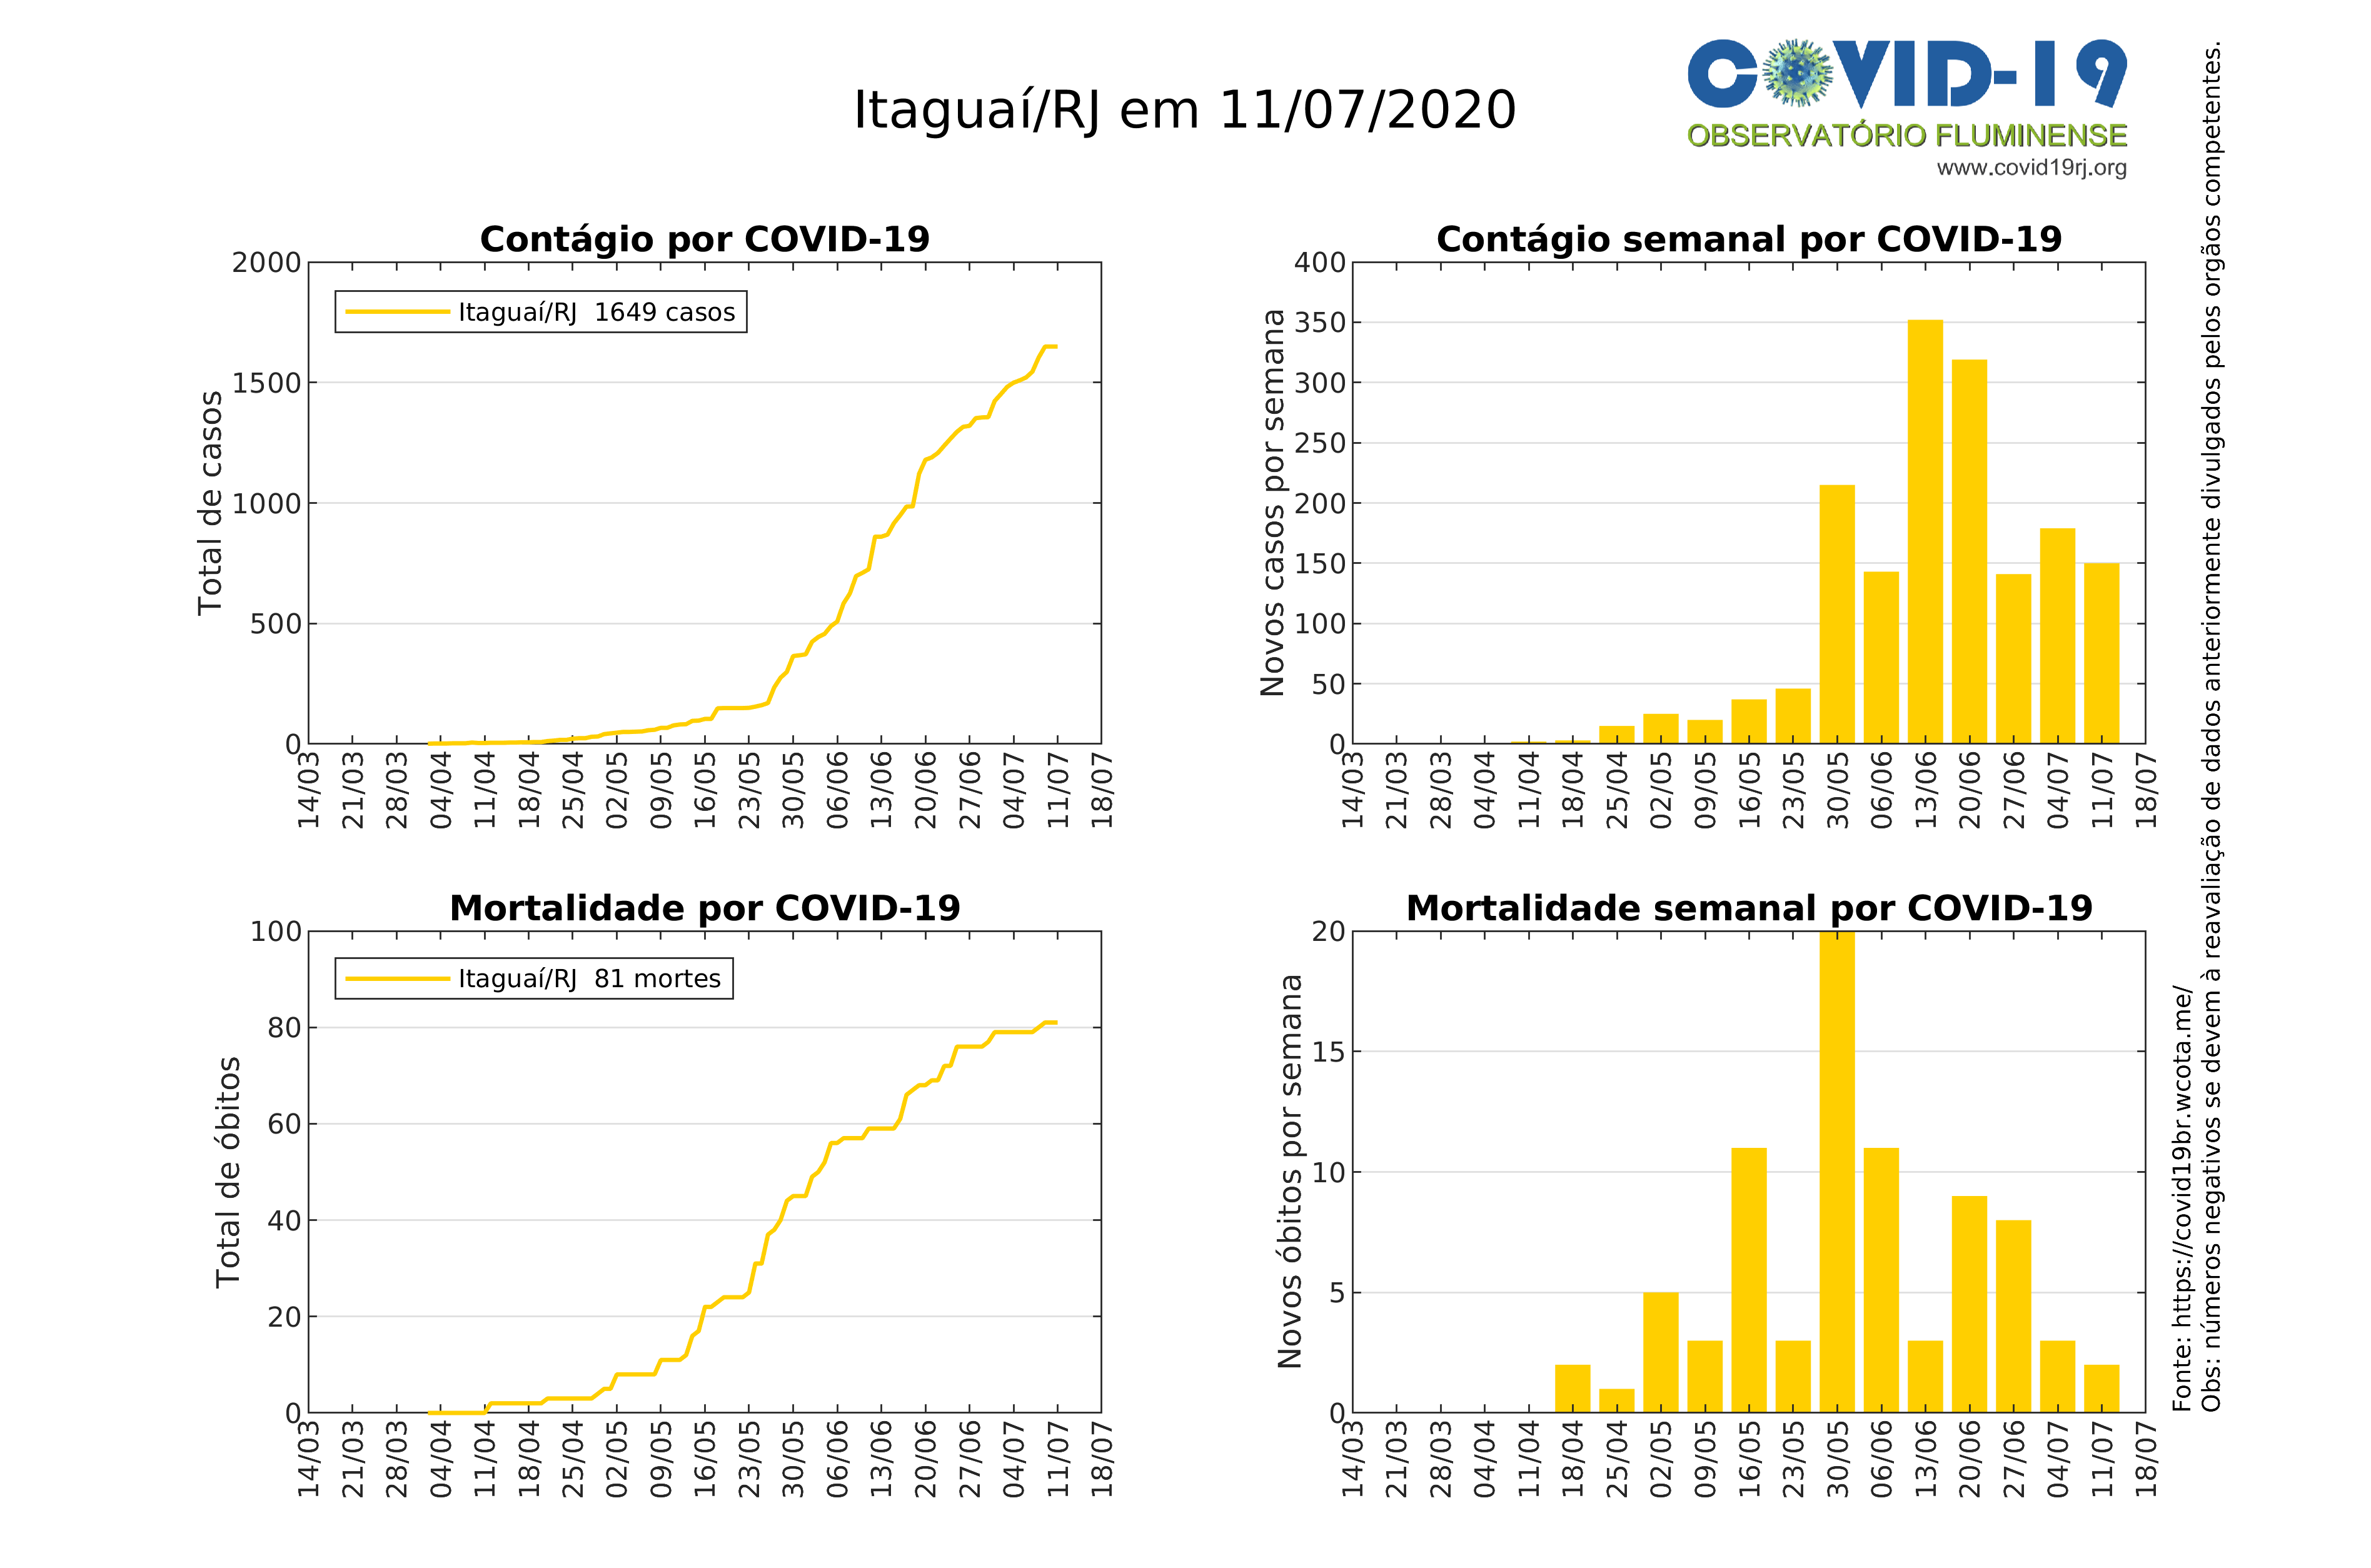 Itaguaí/RJ em 11/07/2020
COVID-19
OBSERVATÓRIO FLUMINENSE
www.covid19rj.org
Contágio por COVID-19
Total de casos
2000
1500
1000
500
0
Itaguaí/RJ 1649 casos
14/03 21/03 28/03 04/04 11/04 18/04 25/04 02/05 09/05 16/05 23/05 30/05 06/06 13/06 20/06 27/06 04/07 11/07 18/07
Contágio semanal por COVID-19
Novos casos por semana
400
350
300
250
200
150
100
50
0
14/03 21/03 28/03 04/04 11/04 18/04 25/04 02/05 09/05 16/05 23/05 30/05 06/06 13/06 20/06 27/06 04/07 11/07 18/07
Mortalidade por COVID-19
Total de óbitos
100
80
60
40
20
0
Itaguaí/RJ 81 mortes
14/03 21/03 28/03 04/04 11/04 18/04 25/04 02/05 09/05 16/05 23/05 30/05 06/06 13/06 20/06 27/06 04/07 11/07 18/07
Mortalidade semanal por COVID-19
Novos óbitos por semana
20
15
10
5
0
14/03 21/03 28/03 04/04 11/04 18/04 25/04 02/05 09/05 16/05 23/05 30/05 06/06 13/06 20/06 27/06 04/07 11/07 18/07
Fonte: https://covid19br.wcota.me/
Obs: números negativos se devem à reavaliação de dados anteriormente divulgados pelos orgãos competentes.